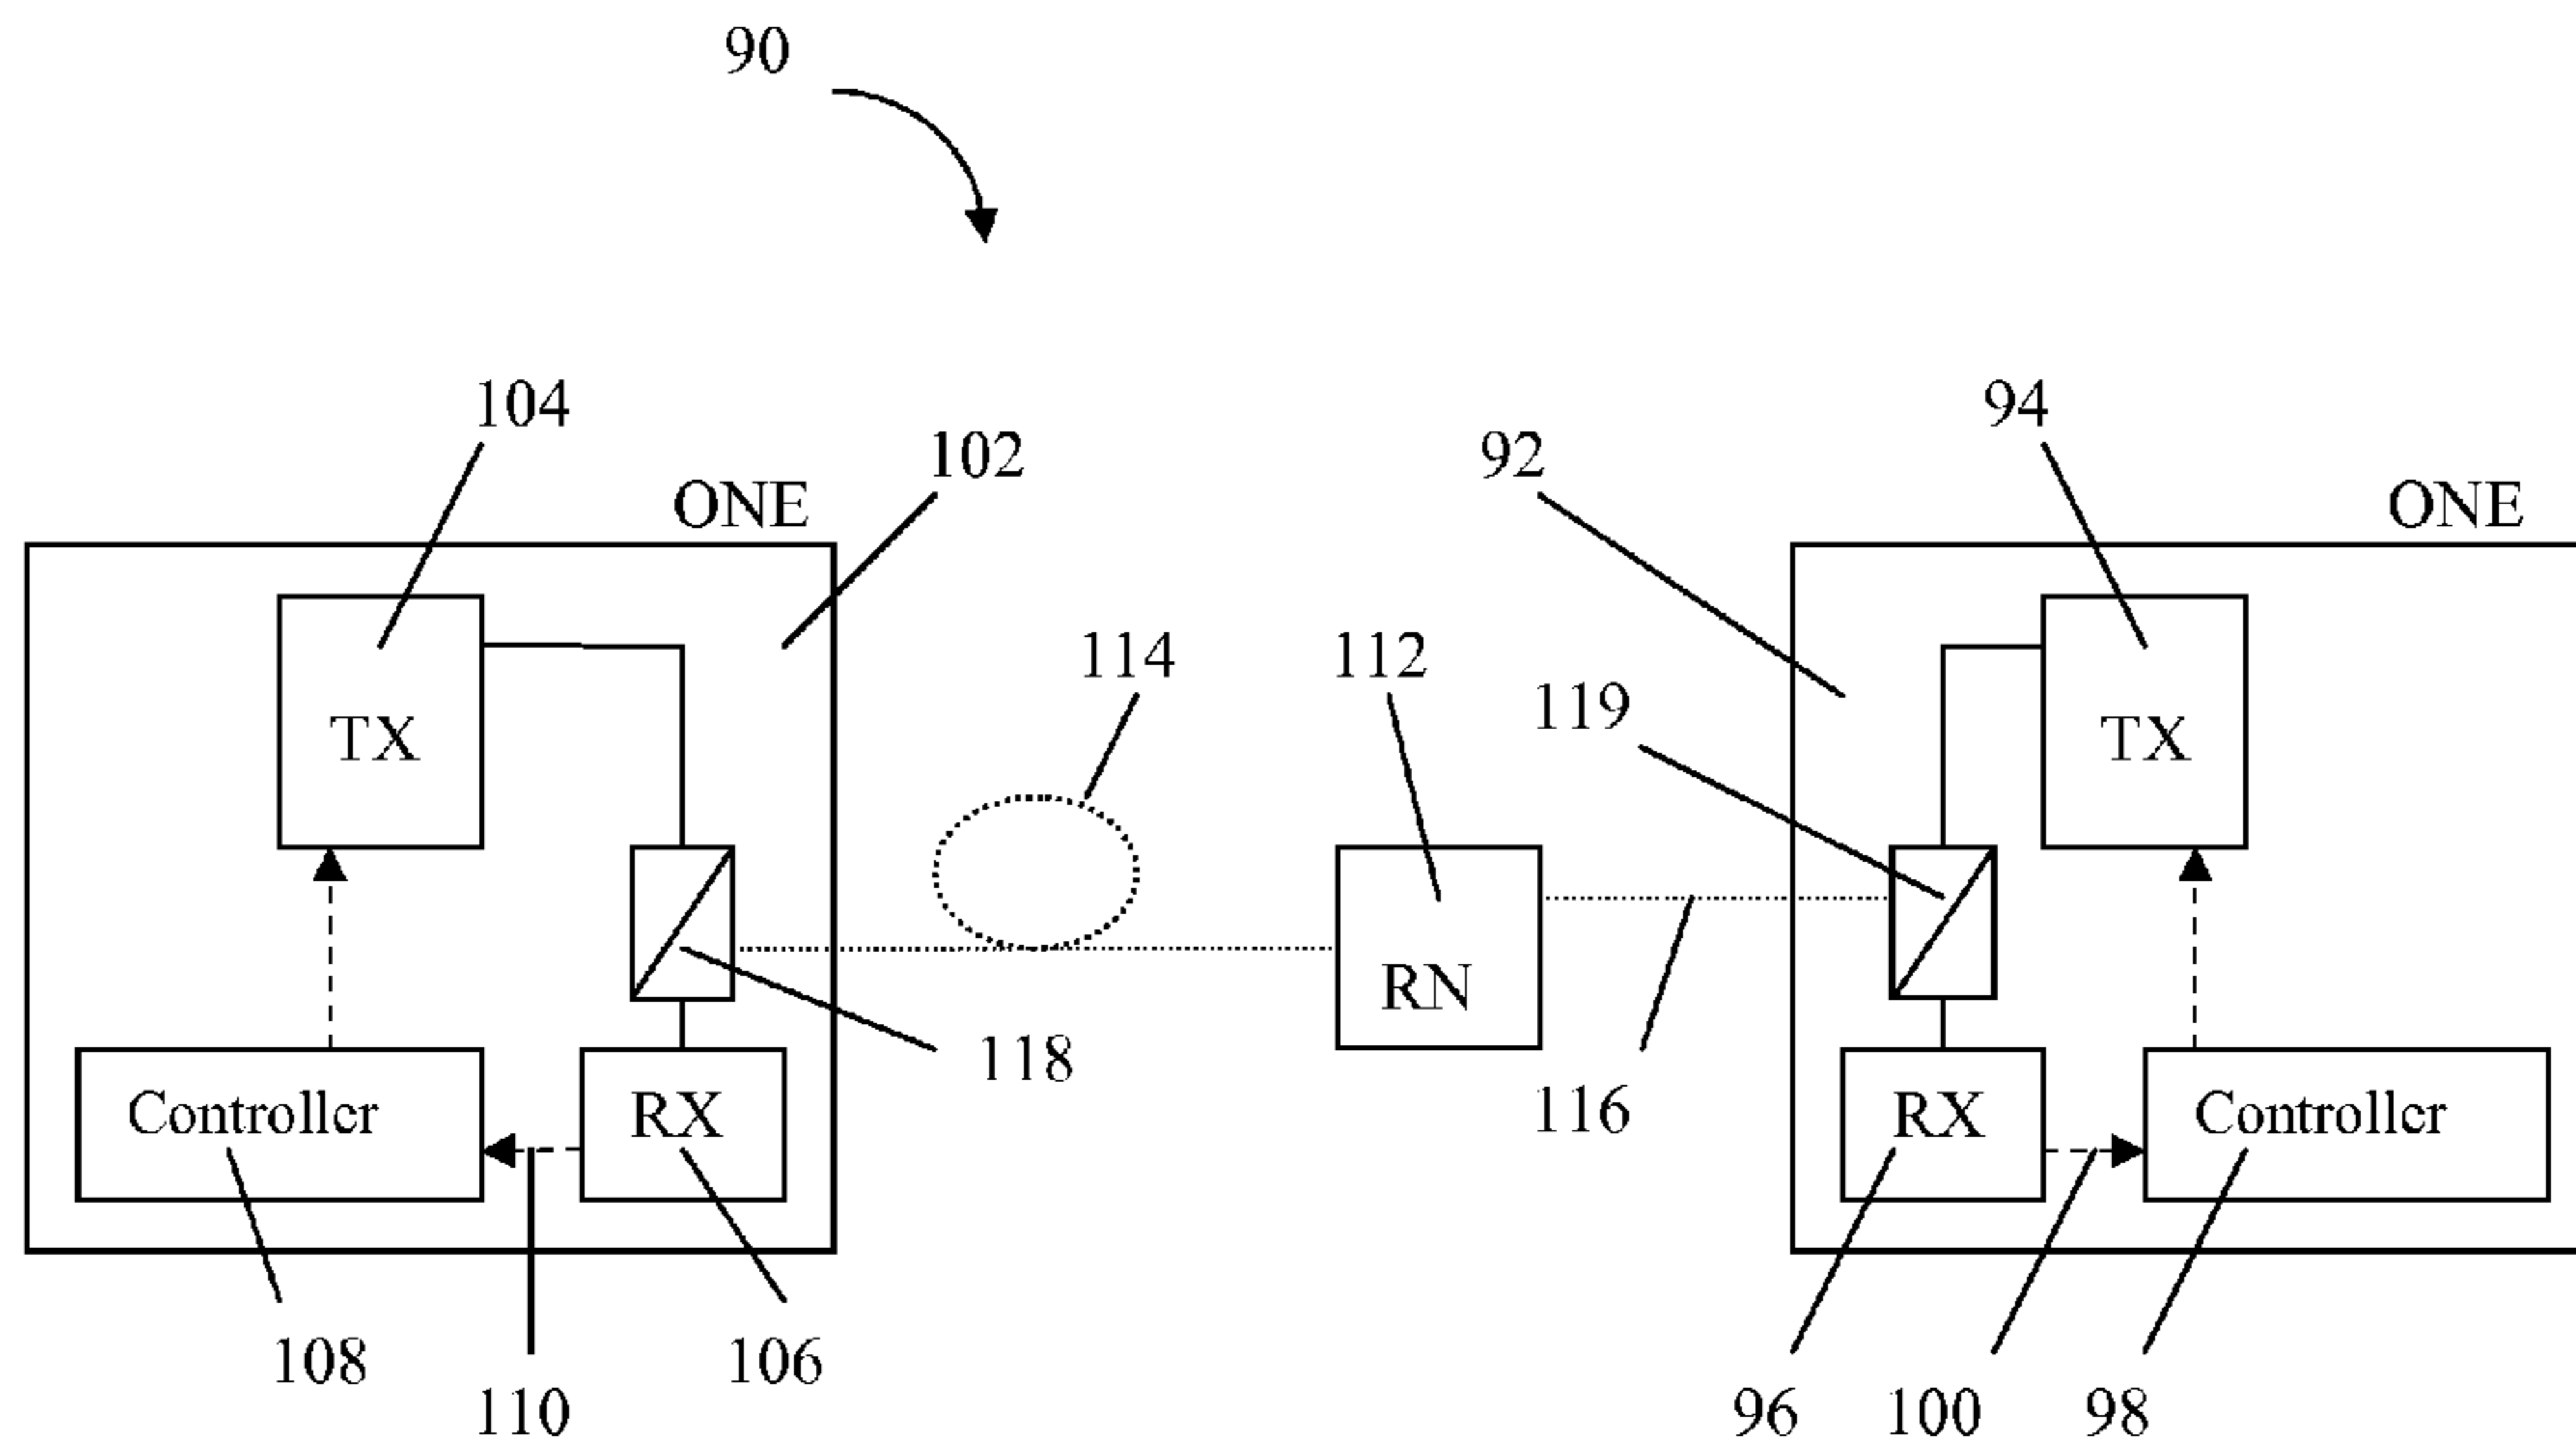 90
104
94
102
92
ONE
ONE
114
112
119
TX
TX
RN
118
116
Controller
RX
RX
Controller
108
106
110
96
100
98